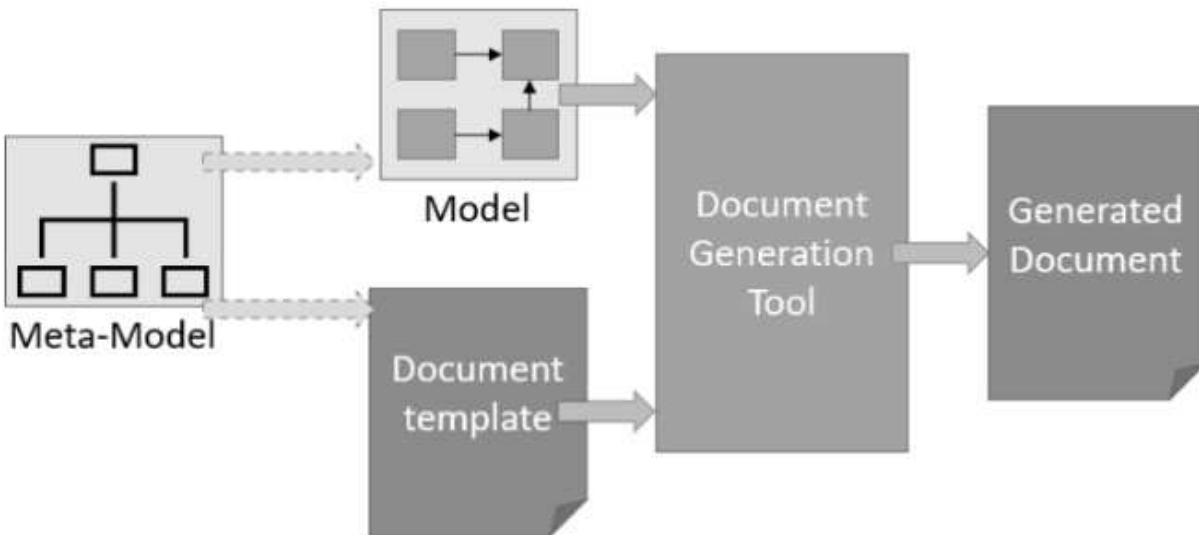 Model
Meta-Model
Document
template
Document
Generation
Tool
Generated
Document